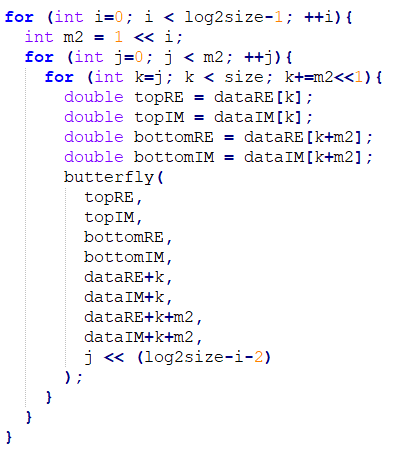 for (int i=0; i < log2size-1; ++i){
  int m2 = 1 << i;
  for (int j=0; j < m2; ++j){
    for (int k=j; k < size; k+=m2<<1){
      double topRE = dataRE[k];
      double topIM = dataIM[k];
      double bottomRE = dataRE[k+m2];
      double bottomIM = dataIM[k+m2];
      butterfly(
        topRE,
        topIM,
        bottomRE,
        bottomIM,
        dataRE+k,
        dataIM+k,
        dataRE+k+m2,
        dataIM+k+m2,
        j << (log2size-i-2)
      );
    }
  }
}